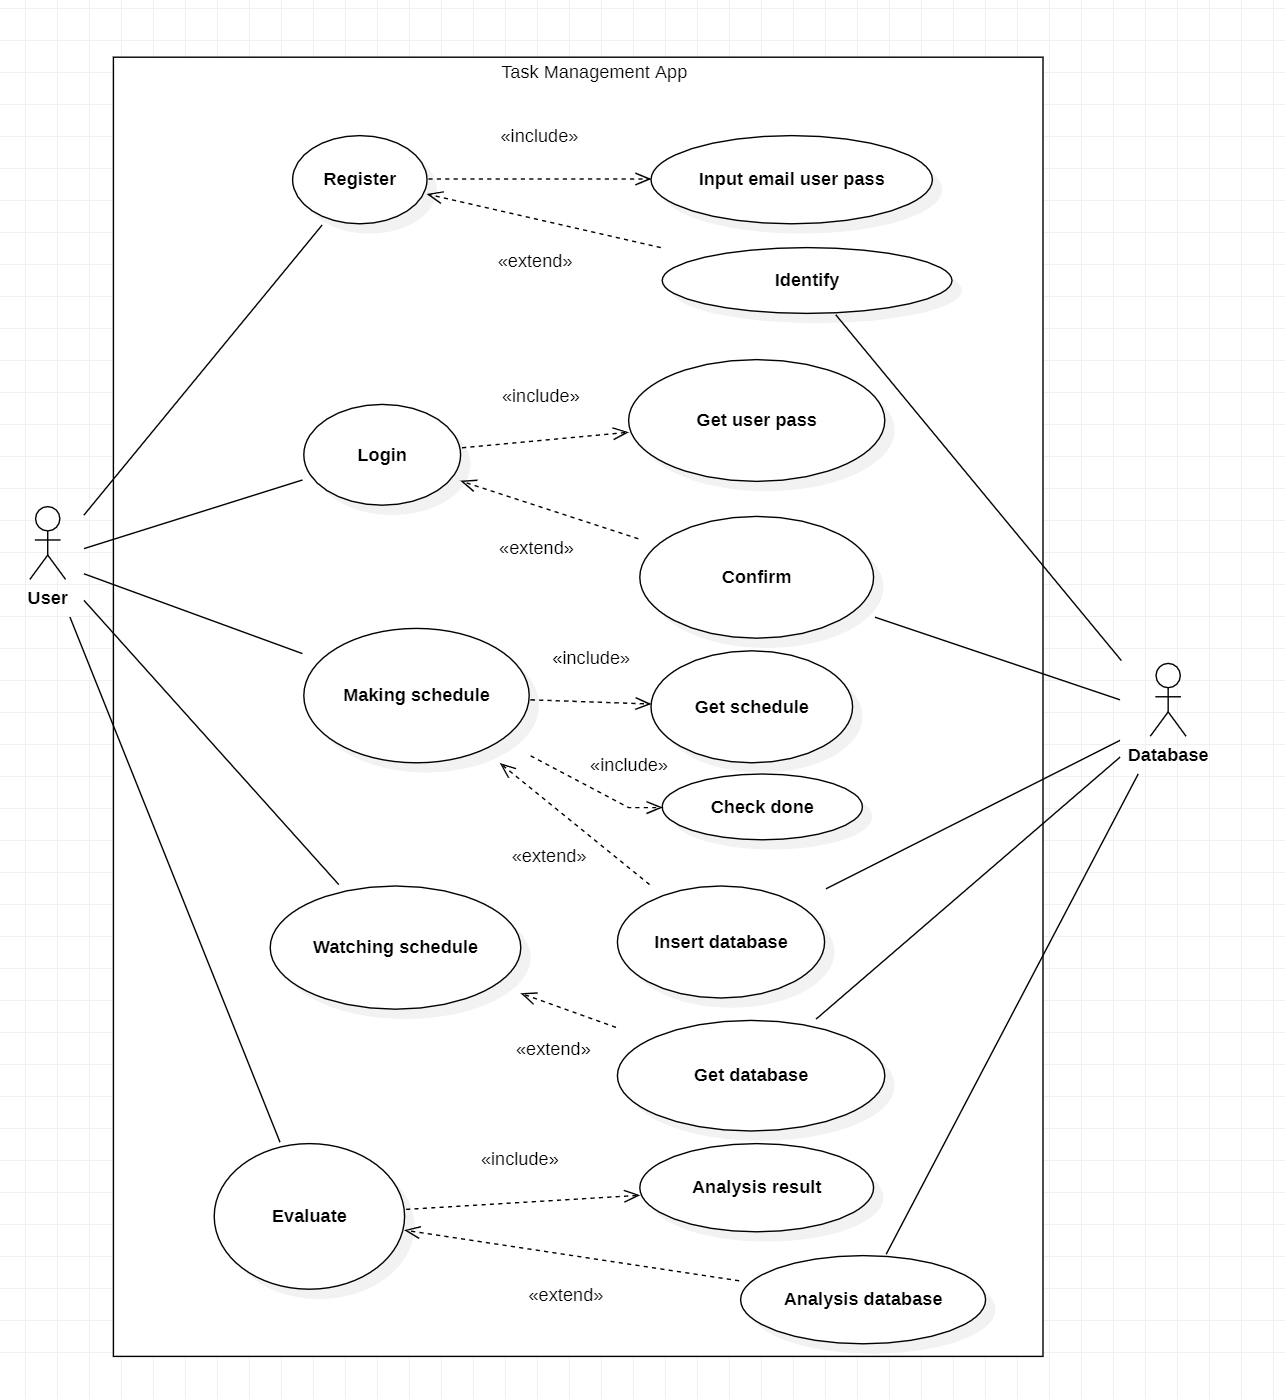 Task Management App
«include»
Register
Input email user pass
«extend»
Identify
«include»
Get user pass
Login
«extend»
Confirm
User
«include»
Making schedule
Get schedule
Database
«include»
Check done
«extend»
Insert database
Watching schedule
«extend»
Get database
«include»
Analysis result
Evaluate
«extend»
Analysis database